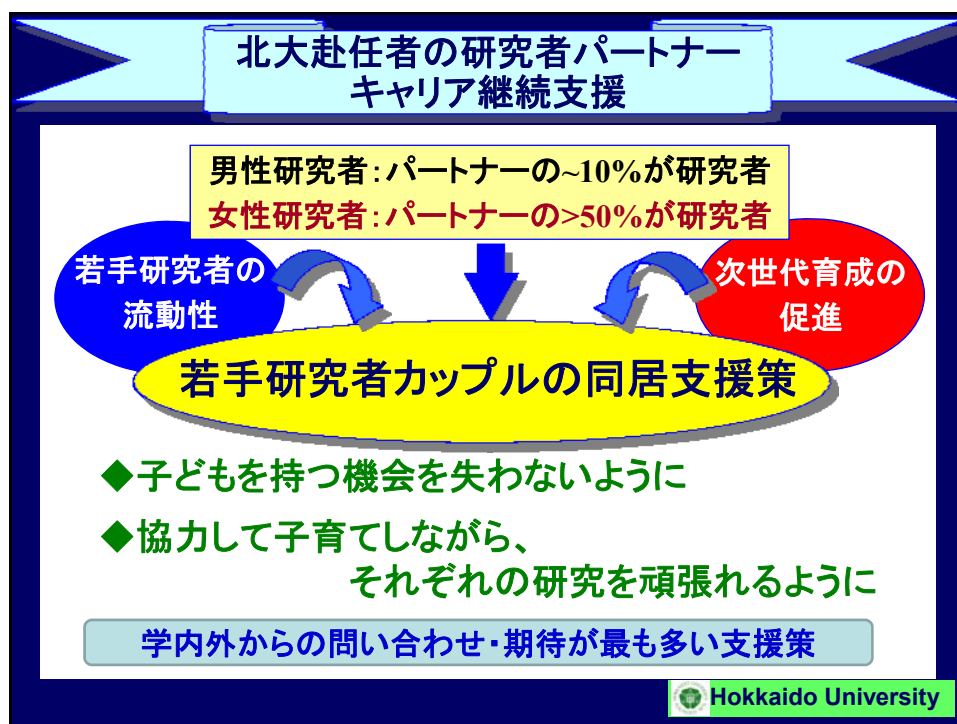 北大赴任者の研究者パートナー
キャリア継続支援
男性研究者：パートナーの~10%が研究者
女性研究者：パートナーの>50%が研究者
若手研究者の
流動性
次世代育成の
促進
若手研究者カップルの同居支援策
◆子どもを持つ機会を失わないように
◆協力して子育てしながら、
それぞれの研究を頑張れるように
学内外からの問い合わせ・期待が最も多い支援策
Hokkaido University